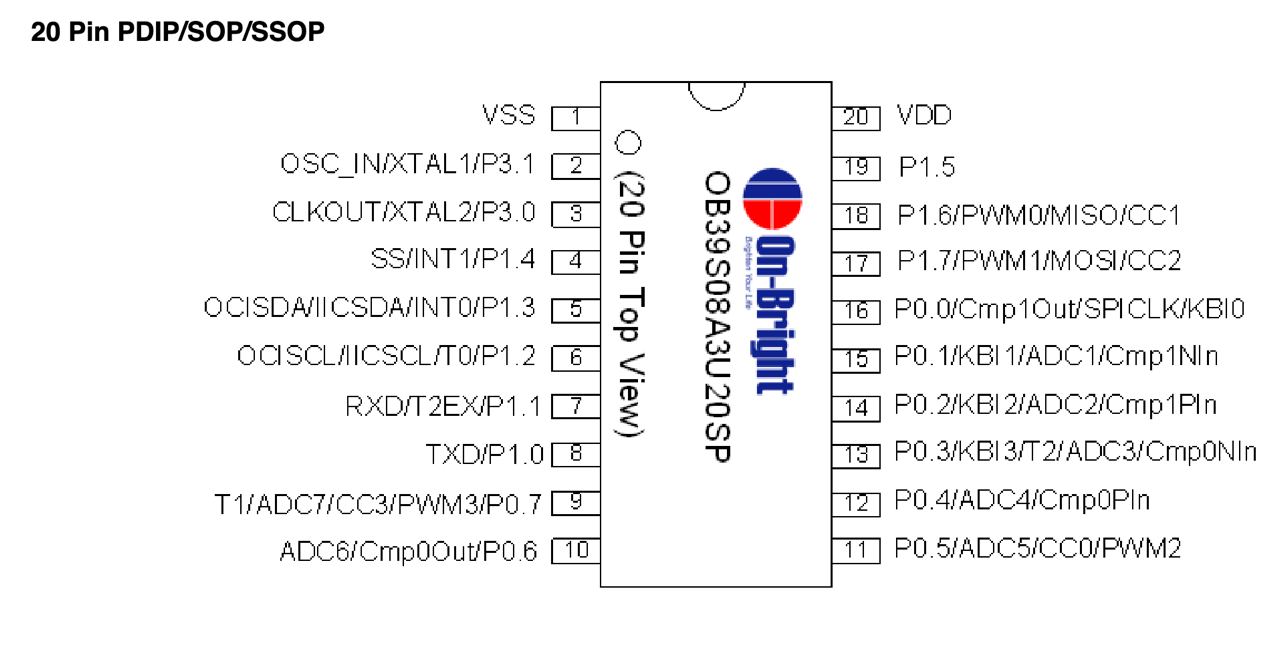 20 Pin PDIP/SOP/SSOP
VSS 1
OSC_IN/XTAL1/P3.1 2
CLKOUT/XTAL2/P3.0 3
SS/INT1/P1.4 4
OCISDA/IICSDA/INT0/P1.3 5
OCISCL/IICSCL/T0/P1.2 6
RXD/T2EX/P1.1 7
TXD/P1.0 8
T1/ADC7/CC3/PWM3/P0.7 9
ADC6/Cmp0Out/P0.6 10
(20 Pin Top View)
OB39S08A3U20SP
On-Bright
Brighten Your Life
20 VDD
19 P1.5
18 P1.6/PWM0/MISO/CC1
17 P1.7/PWM1/MOSI/CC2
16 P0.0/Cmp1Out/SPICLK/KBI0
15 P0.1/KBI1/ADC1/Cmp1NIn
14 P0.2/KBI2/ADC2/Cmp1PIn
13 P0.3/KBI3/T2/ADC3/Cmp0NIn
12 P0.4/ADC4/Cmp0PIn
11 P0.5/ADC5/CC0/PWM2